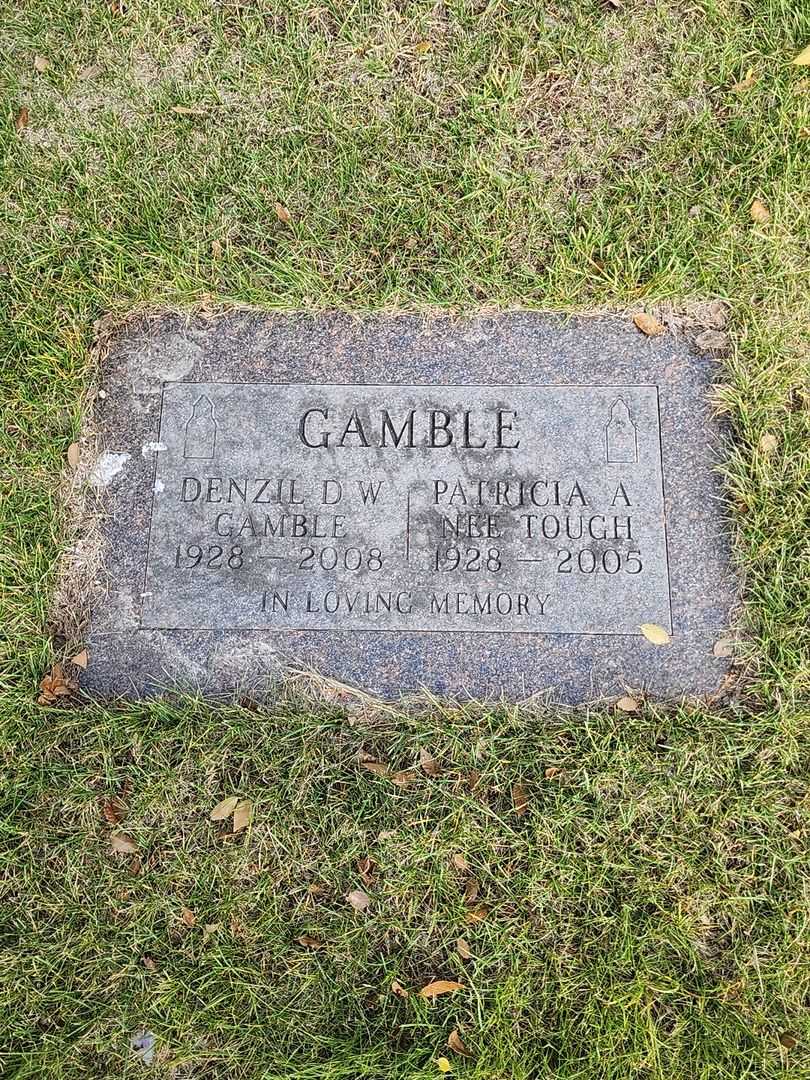 GAMBLE
DENZIL D W
GAMBLE
1928 — 2008
PATRICIA A
NEE TOUGH
1928 — 2005
IN LOVING MEMORY